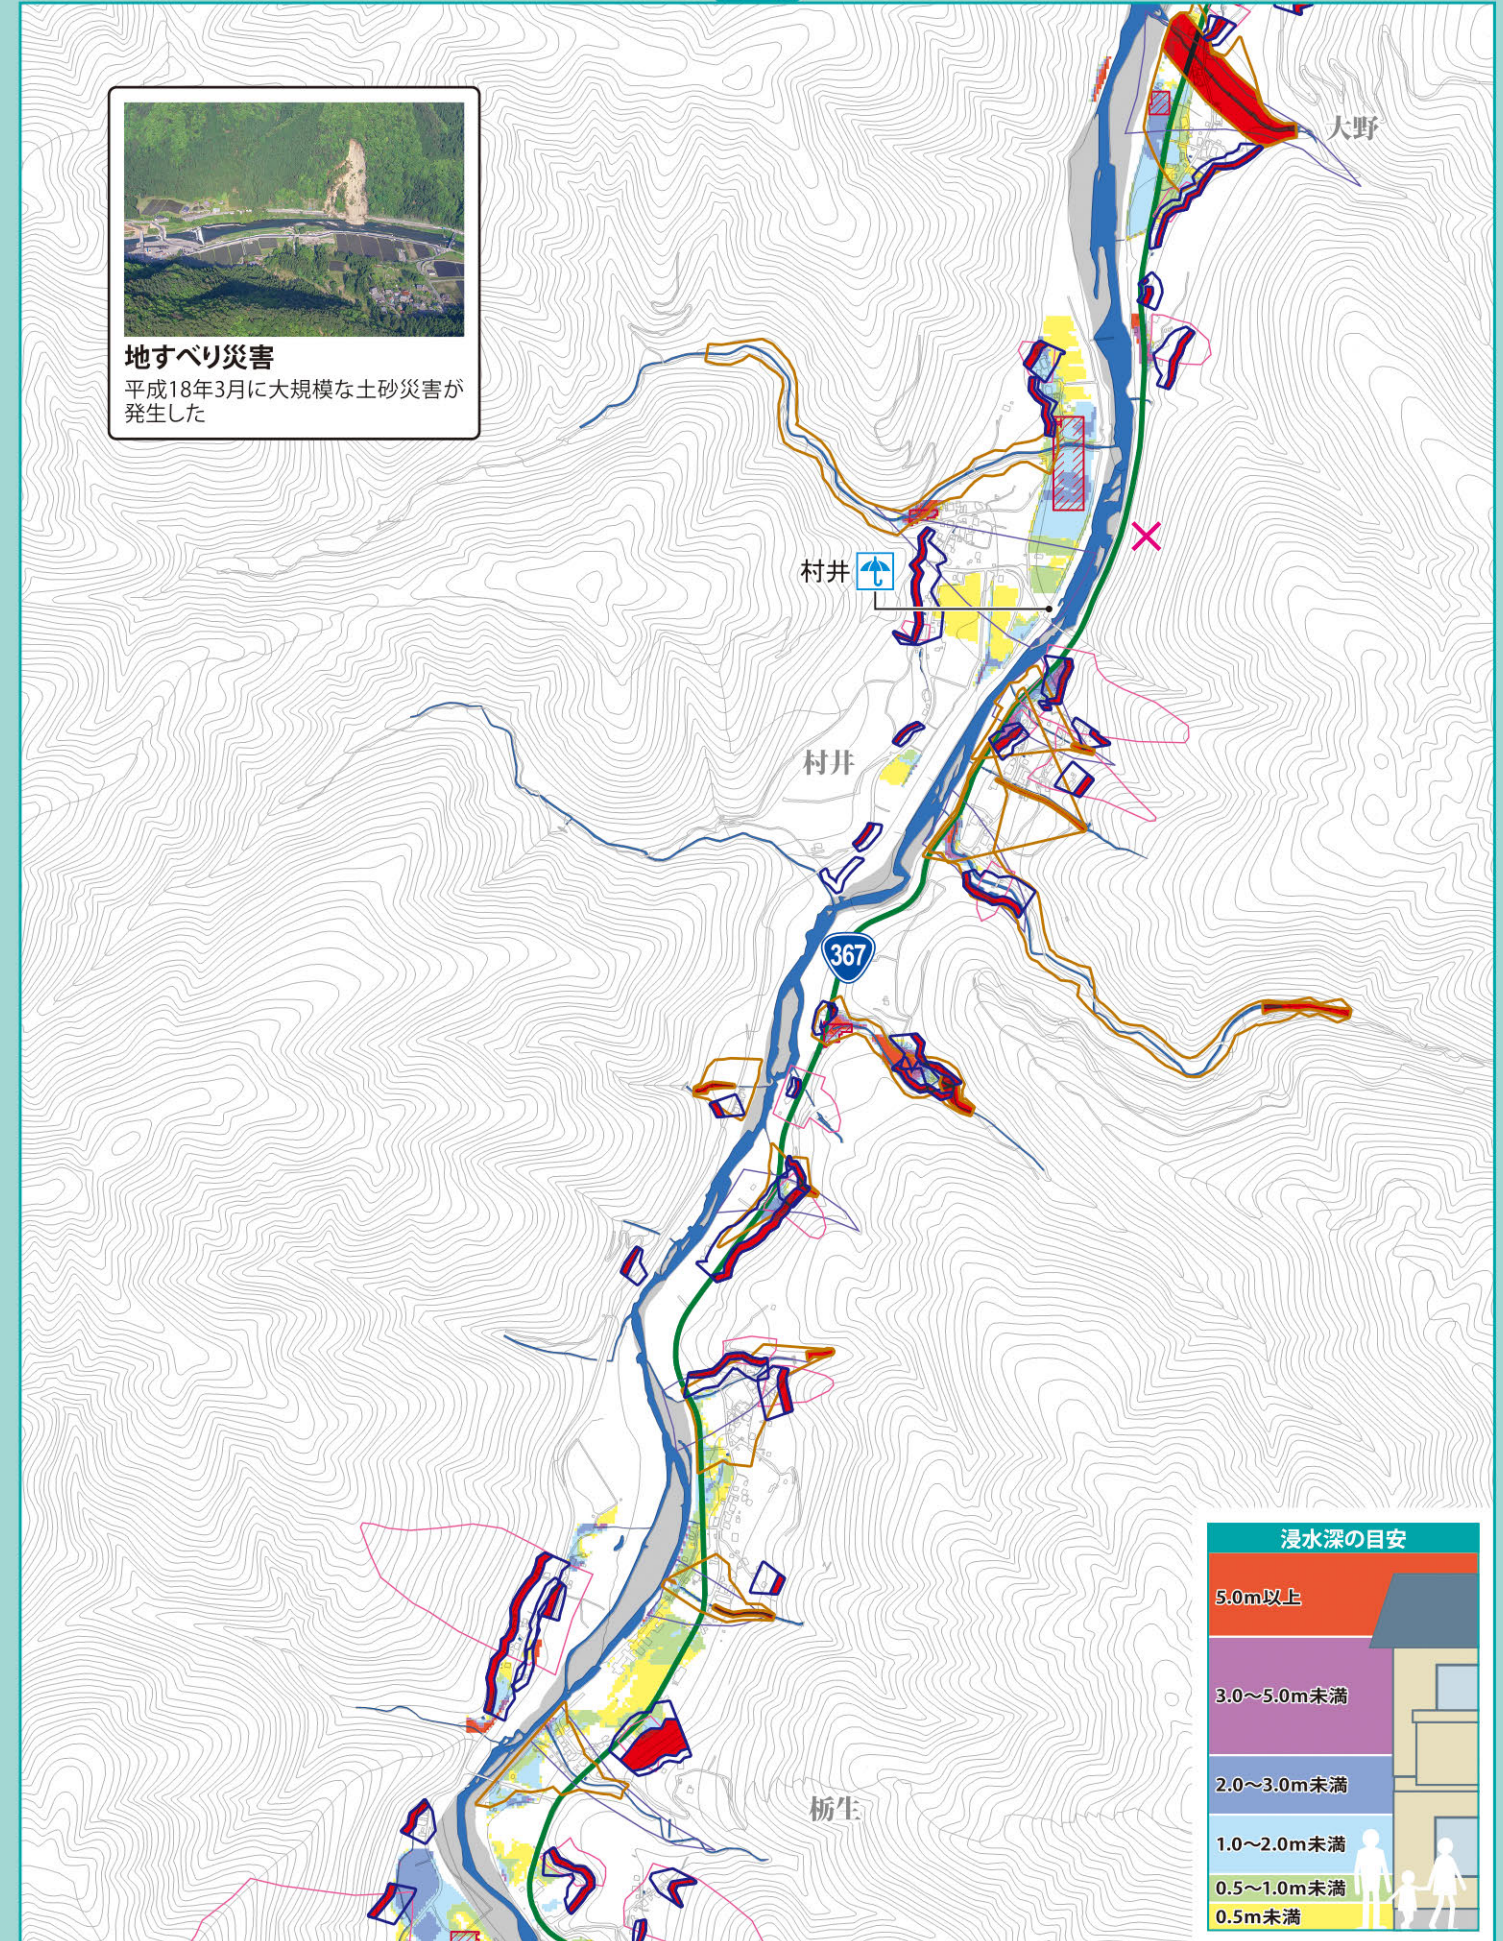 大野
地すべり災害
平成18年3月に大規模な土砂災害が
発生した
村井
村井
367
浸水深の目安
5.0m以上
3.0〜5.0m未満
2.0〜3.0m未満
1.0〜2.0m未満
0.5〜1.0m未満
0.5m未満
栃生